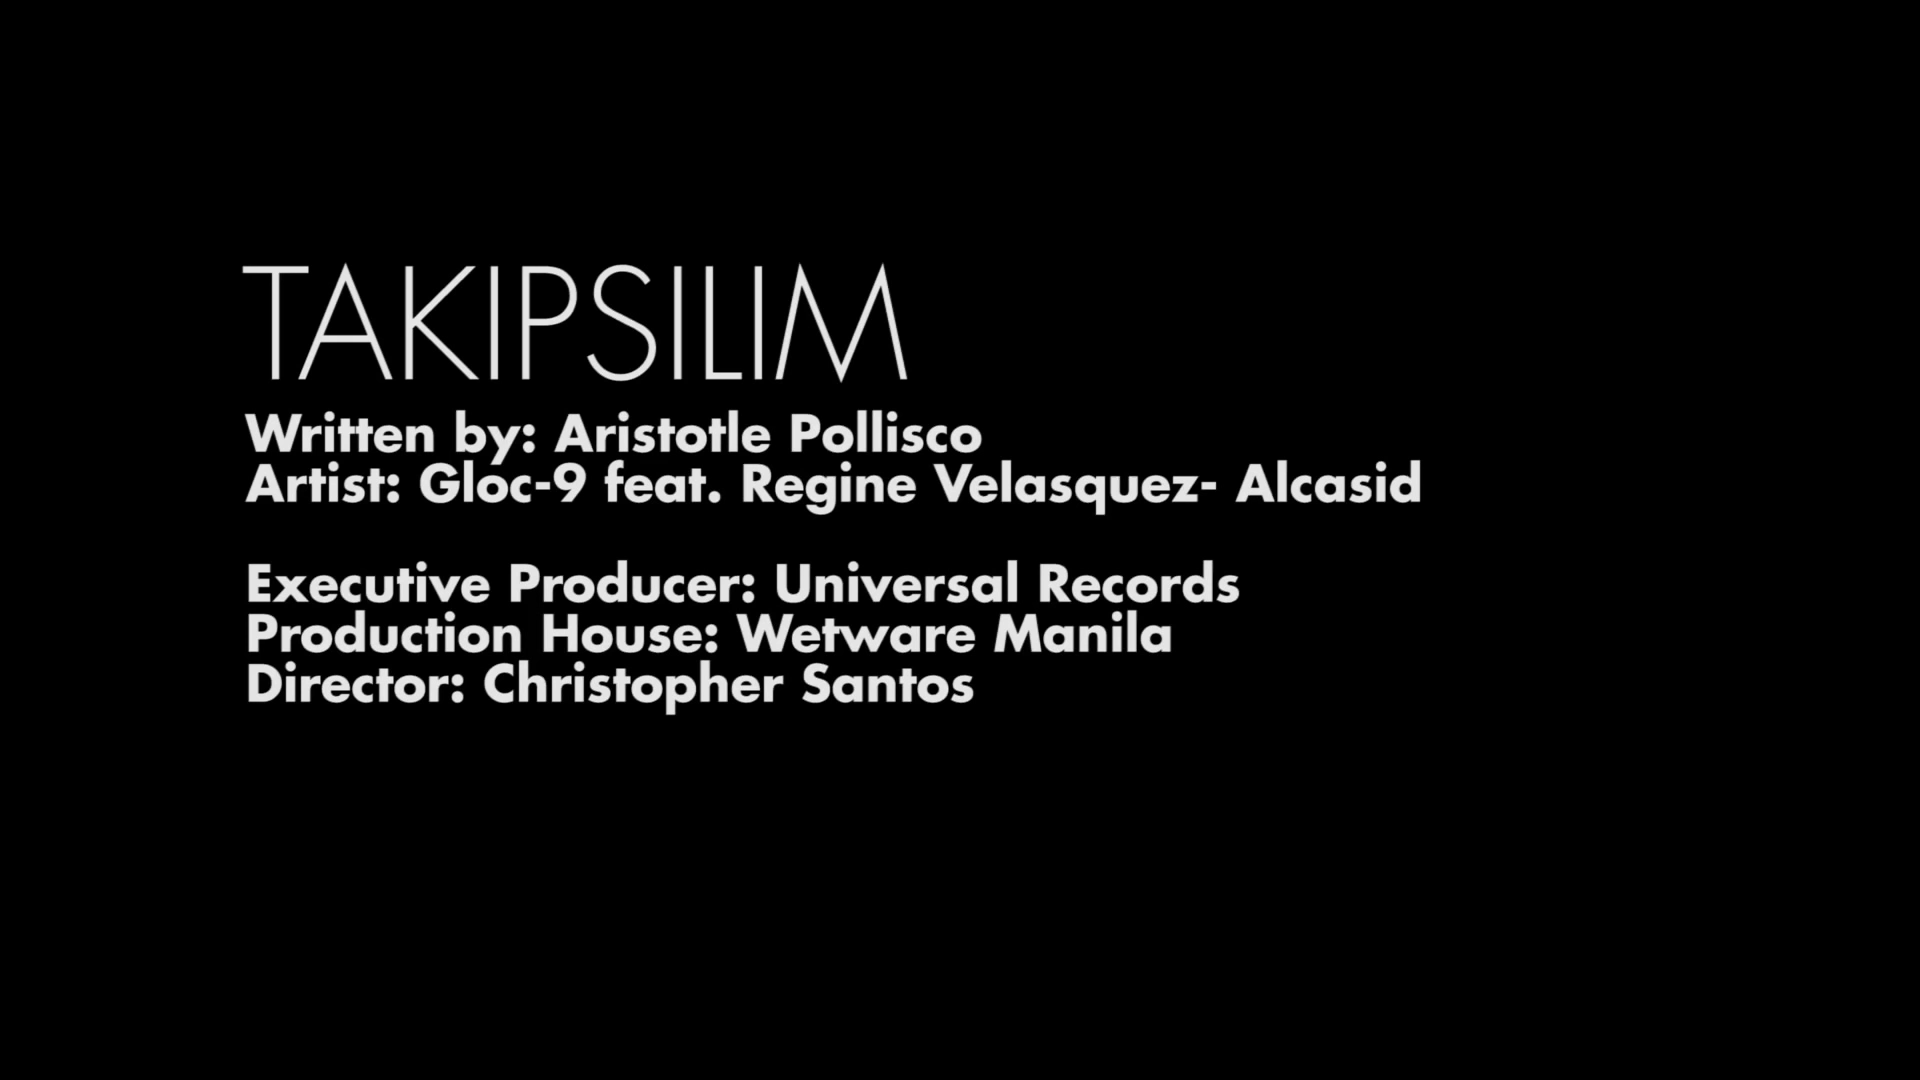 TAKIPSILIM
Written by: Aristotle Pollisco
Artist: Gloc-9 feat. Regine Velasquez- Alcasid
Executive Producer: Universal Records
Production House: Wetware Manila
Director: Christopher Santos